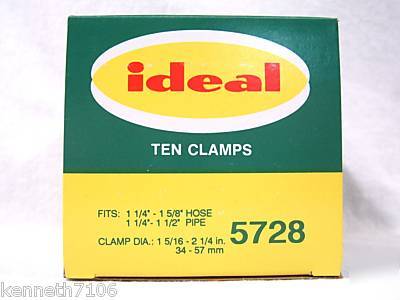 ideal
TEN CLAMPS
FITS: 1 1/4" - 1 5/8" HOSE
1 1/4" - 1 1/2" PIPE
CLAMP DIA.: 1 5/16 - 2 1/4 in.
34 - 57 mm
5728
kenneth7106